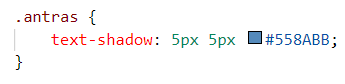 .antras {
    text-shadow: 5px 5px #558ABB;
}